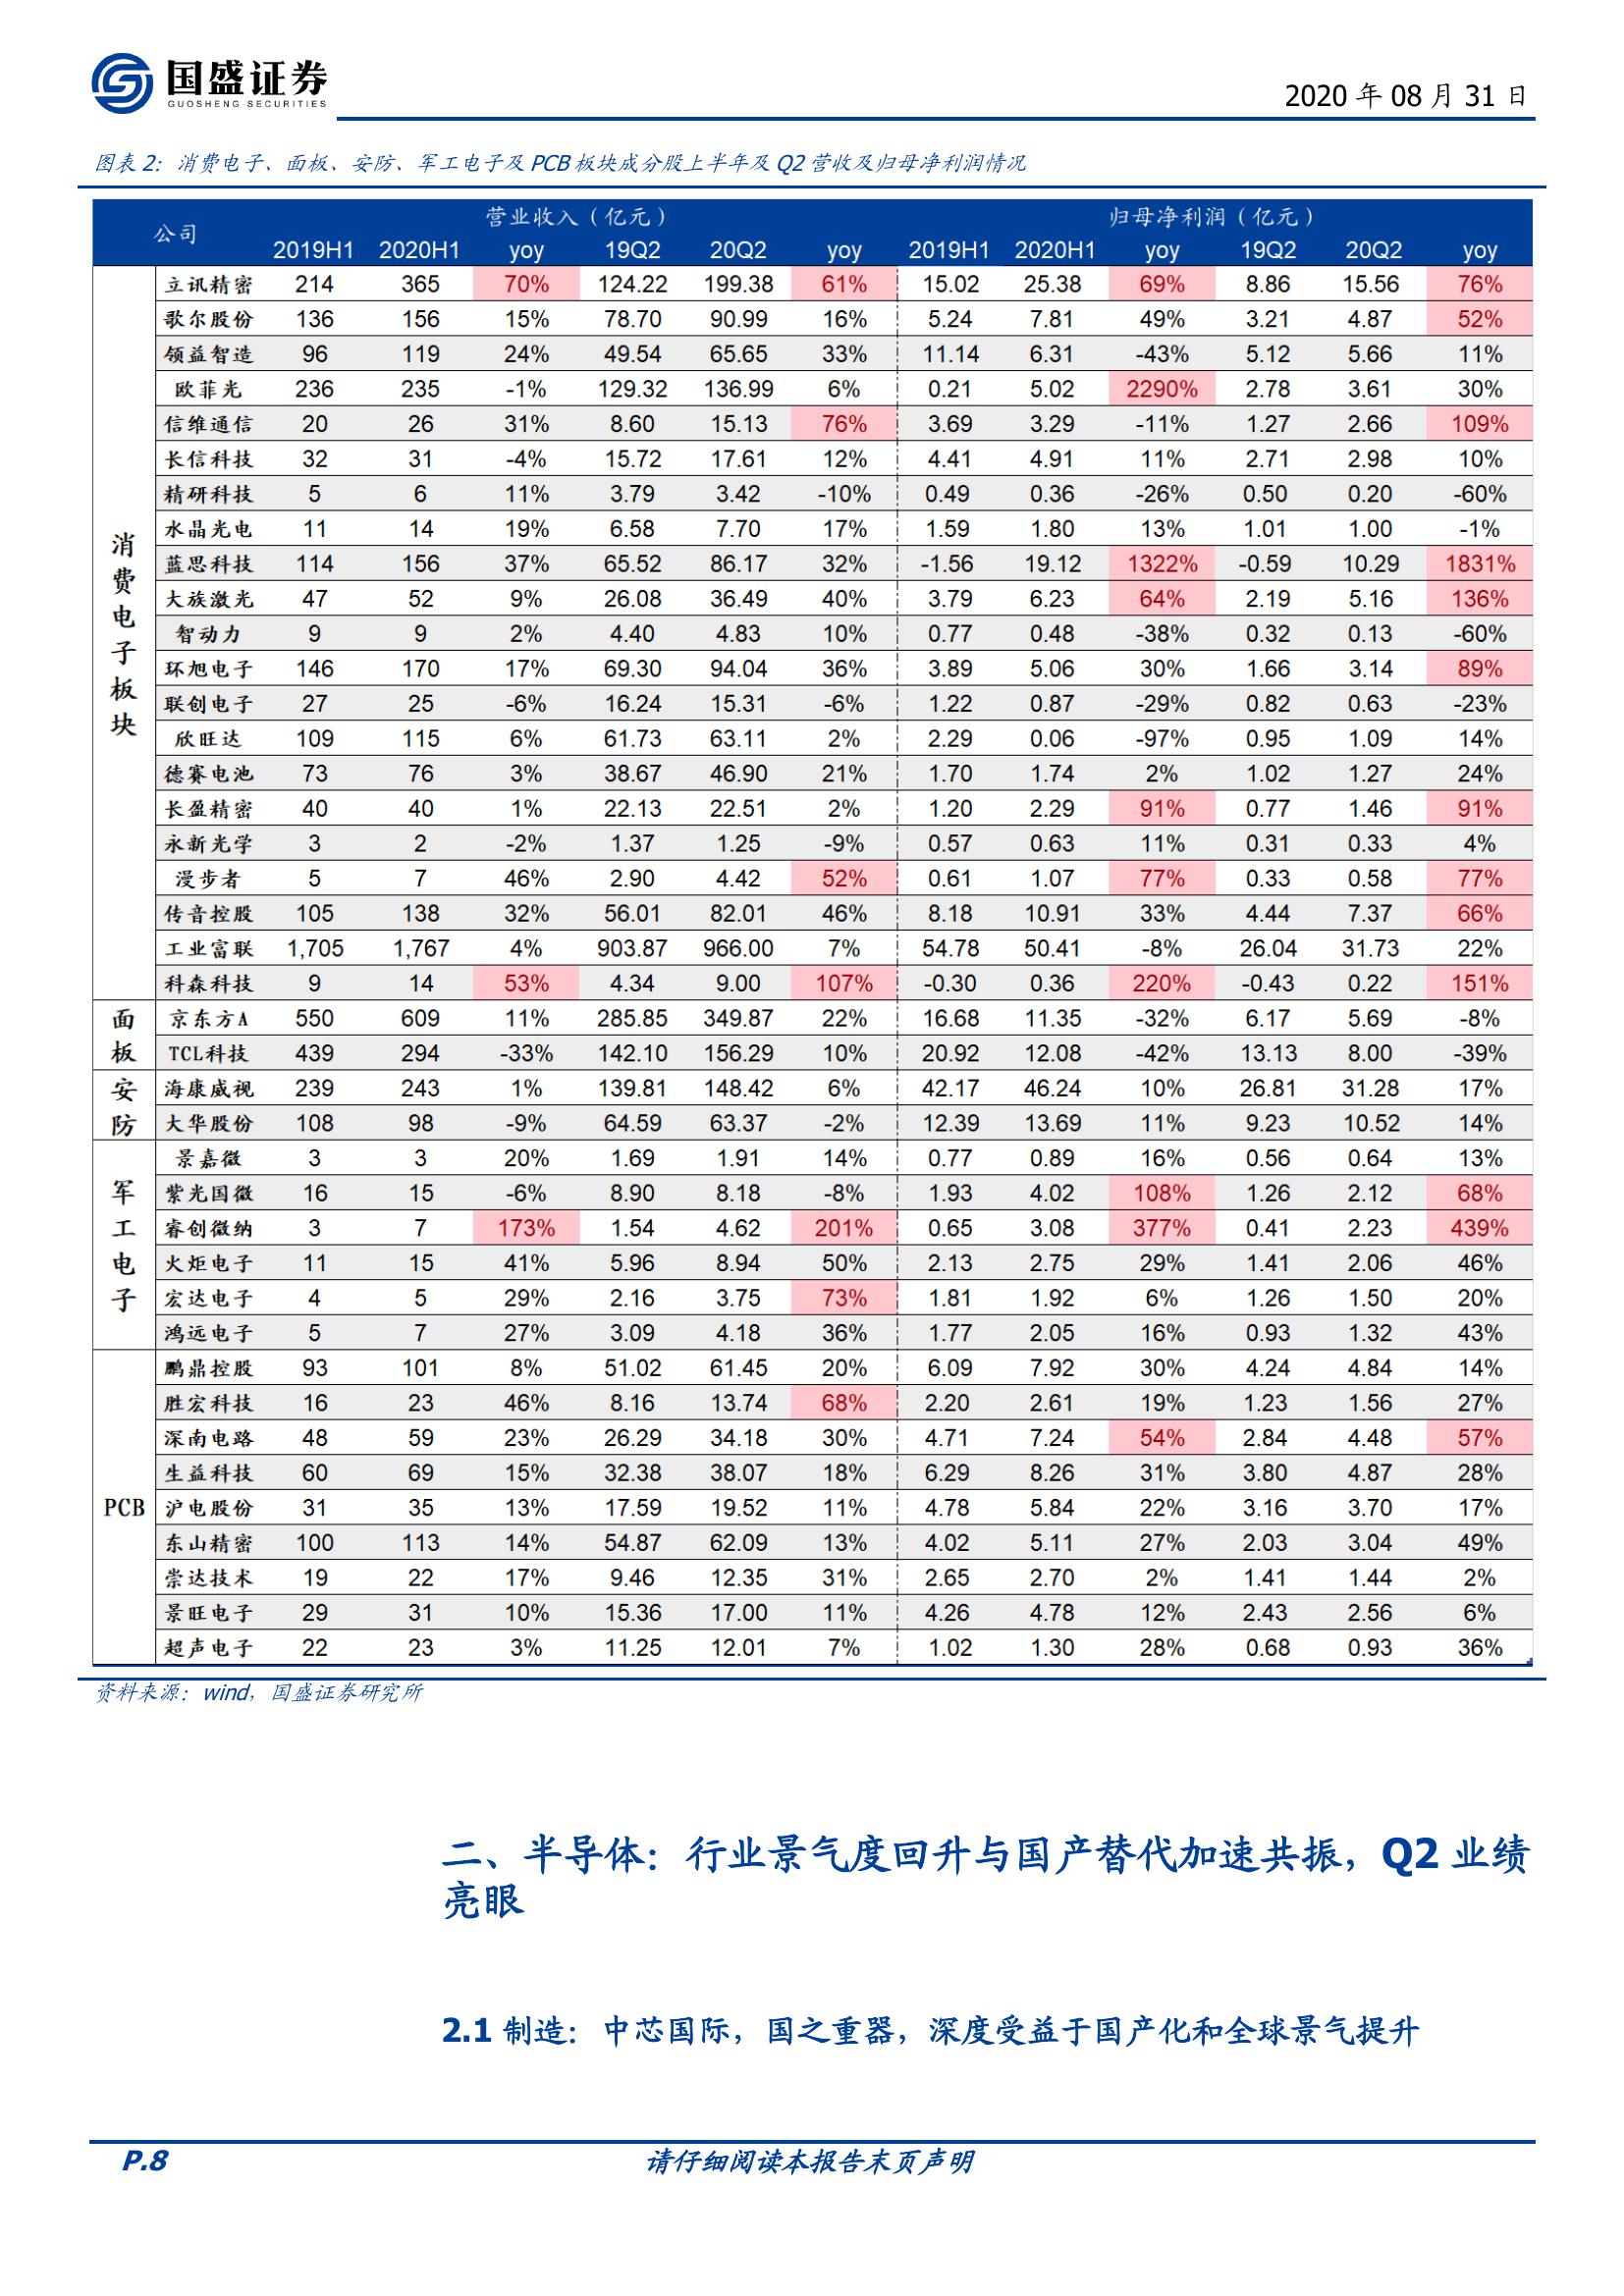 国盛证券
GUOSHENG SECURITIES
2020 年 08 月 31 日
图表 2：消费电子、面板、安防、军工电子及 PCB 板块成分股上半年及 Q2 营收及归母净利润情况
公司 营业收入（亿元） 归母净利润（亿元）
2019H1 2020H1 yoy 19Q2 20Q2 yoy 2019H1 2020H1 yoy 19Q2 20Q2 yoy
消费电子板块
立讯精密 214 365 70% 124.22 199.38 61% 15.02 25.38 69% 8.86 15.56 76%
歌尔股份 136 156 15% 78.70 90.99 16% 5.24 7.81 49% 3.21 4.87 52%
领益智造 96 119 24% 49.54 65.65 33% 11.14 6.31 -43% 5.12 5.66 11%
欧菲光 236 235 -1% 129.32 136.99 6% 0.21 5.02 2290% 2.78 3.61 30%
信维通信 20 26 31% 8.60 15.13 76% 3.69 3.29 -11% 1.27 2.66 109%
长信科技 32 31 -4% 15.72 17.61 12% 4.41 4.91 11% 2.71 2.98 10%
精研科技 5 6 11% 3.79 3.42 -10% 0.49 0.36 -26% 0.50 0.20 -60%
水晶光电 11 14 19% 6.58 7.70 17% 1.59 1.80 13% 1.01 1.00 -1%
蓝思科技 114 156 37% 65.52 86.17 32% -1.56 19.12 1322% -0.59 10.29 1831%
大族激光 47 52 9% 26.08 36.49 40% 3.79 6.23 64% 2.19 5.16 136%
智动力 9 9 2% 4.40 4.83 10% 0.77 0.48 -38% 0.32 0.13 -60%
环旭电子 146 170 17% 69.30 94.04 36% 3.89 5.06 30% 1.66 3.14 89%
联创电子 27 25 -6% 16.24 15.31 -6% 1.22 0.87 -29% 0.82 0.63 -23%
欣旺达 109 115 6% 61.73 63.11 2% 2.29 0.06 -97% 0.95 1.09 14%
德赛电池 73 76 3% 38.67 46.90 21% 1.70 1.74 2% 1.02 1.27 24%
长盈精密 40 40 1% 22.13 22.51 2% 1.20 2.29 91% 0.77 1.46 91%
永新光学 3 2 -2% 1.37 1.25 -9% 0.57 0.63 11% 0.31 0.33 4%
漫步者 5 7 46% 2.90 4.42 52% 0.61 1.07 77% 0.33 0.58 77%
传音控股 105 138 32% 56.01 82.01 46% 8.18 10.91 33% 4.44 7.37 66%
工业富联 1,705 1,767 4% 903.87 966.00 7% 54.78 50.41 -8% 26.04 31.73 22%
科森科技 9 14 53% 4.34 9.00 107% -0.30 0.36 220% -0.43 0.22 151%
面板
京东方A 550 609 11% 285.85 349.87 22% 16.68 11.35 -32% 6.17 5.69 -8%
TCL科技 439 294 -33% 142.10 156.29 10% 20.92 12.08 -42% 13.13 8.00 -39%
安防
海康威视 239 243 1% 139.81 148.42 6% 42.17 46.24 10% 26.81 31.28 17%
大华股份 108 98 -9% 64.59 63.37 -2% 12.39 13.69 11% 9.23 10.52 14%
军工电子
景嘉微 3 3 20% 1.69 1.91 14% 0.77 0.89 16% 0.56 0.64 13%
紫光国微 16 15 -6% 8.90 8.18 -8% 1.93 4.02 108% 1.26 2.12 68%
睿创微纳 3 7 173% 1.54 4.62 201% 0.65 3.08 377% 0.41 2.23 439%
火炬电子 11 15 41% 5.96 8.94 50% 2.13 2.75 29% 1.41 2.06 46%
宏达电子 4 5 29% 2.16 3.75 73% 1.81 1.92 6% 1.26 1.50 20%
鸿远电子 5 7 27% 3.09 4.18 36% 1.77 2.05 16% 0.93 1.32 43%
PCB
鹏鼎控股 93 101 8% 51.02 61.45 20% 6.09 7.92 30% 4.24 4.84 14%
胜宏科技 16 23 46% 8.16 13.74 68% 2.20 2.61 19% 1.23 1.56 27%
深南电路 48 59 23% 26.29 34.18 30% 4.71 7.24 54% 2.84 4.48 57%
生益科技 60 69 15% 32.38 38.07 18% 6.29 8.26 31% 3.80 4.87 28%
沪电股份 31 35 13% 17.59 19.52 11% 4.78 5.84 22% 3.16 3.70 17%
东山精密 100 113 14% 54.87 62.09 13% 4.02 5.11 27% 2.03 3.04 49%
崇达技术 19 22 17% 9.46 12.35 31% 2.65 2.70 2% 1.41 1.44 2%
景旺电子 29 31 10% 15.36 17.00 11% 4.26 4.78 12% 2.43 2.56 6%
超声电子 22 23 3% 11.25 12.01 7% 1.02 1.30 28% 0.68 0.93 36%
资料来源：wind，国盛证券研究所
二、半导体：行业景气度回升与国产替代加速共振，Q2 业绩
亮眼
2.1 制造：中芯国际，国之重器，深度受益于国产化和全球景气提升
P.8 请仔细阅读本报告末页声明